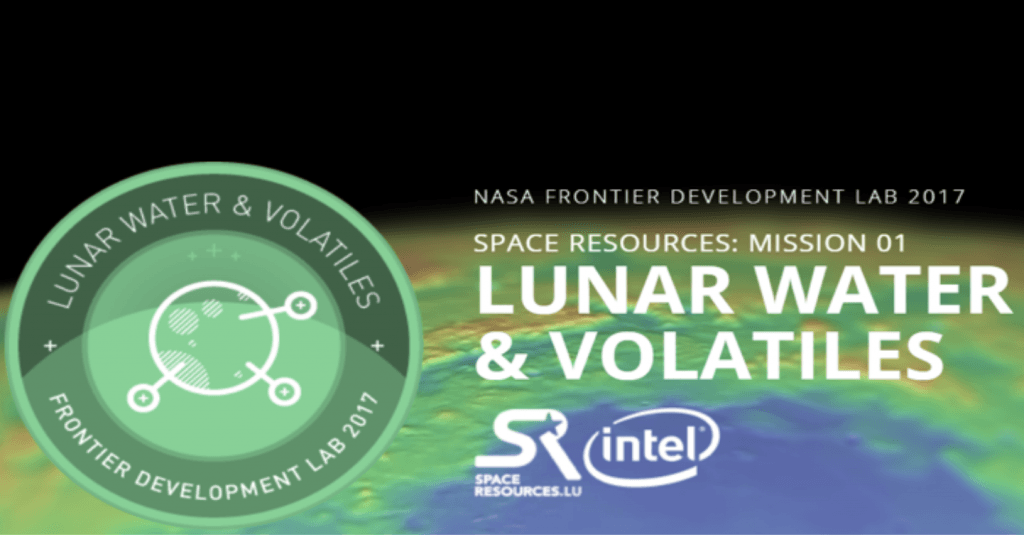 LUNAR WATER & VOLATILES
FRONTIER DEVELOPMENT LAB 2017
NASA FRONTIER DEVELOPMENT LAB 2017
SPACE RESOURCES: MISSION 01
LUNAR WATER
& VOLATILES
SR
SPACE
RESOURCES.LU
intel